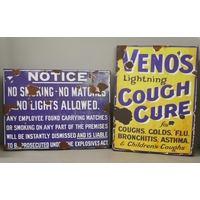 NOTICE
NO SMOKING - NO MATCHES
NO LIGHTS ALLOWED.
ANY EMPLOYEE FOUND CARRYING MATCHES
OR SMOKING ON ANY PART OF THE PREMISES
WILL BE INSTANTLY DISMISSED AND IS LIABLE
TO BE PROSECUTED UNDER THE EXPLOSIVES ACT
VENO'S
Lightning
COUGH
CURE
for
COUGHS, COLDS, FLU,
BRONCHITIS, ASTHMA,
& Children's Coughs